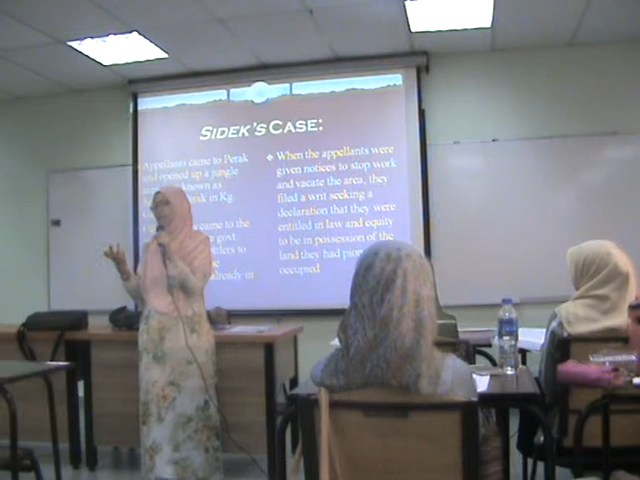 SIDEK'S CASE:
Appellants came to Perak
and opened up a jungle
known as
in Kg.
came to the
govt
to
already in
❖ When the appellants were
given notices to stop work
and vacate the area, they
filed a writ seeking a
declaration that they were
entitled in law and equity
to be in possession of the
land they had
occupied